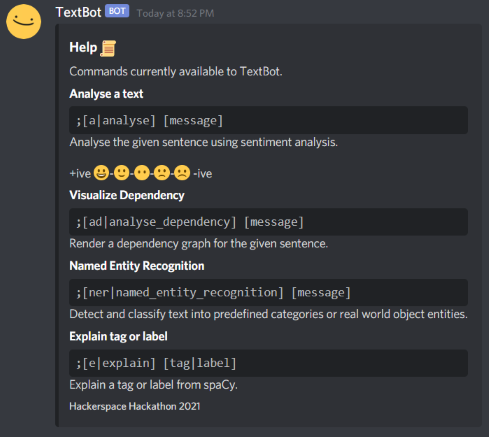 TextBot BOT Today at 8:52 PM
Help 📜
Commands currently available to TextBot.
Analyse a text
;[a|analyse] [message]
Analyse the given sentence using sentiment analysis.
+ive 😀-🙂-😶-🙁-☹️ -ive
Visualize Dependency
;[ad|analyse_dependency] [message]
Render a dependency graph for the given sentence.
Named Entity Recognition
;[ner|named_entity_recognition] [message]
Detect and classify text into predefined categories or real world object entities.
Explain tag or label
;[e|explain] [tag|label]
Explain a tag or label from spaCy.
Hackerspace Hackathon 2021